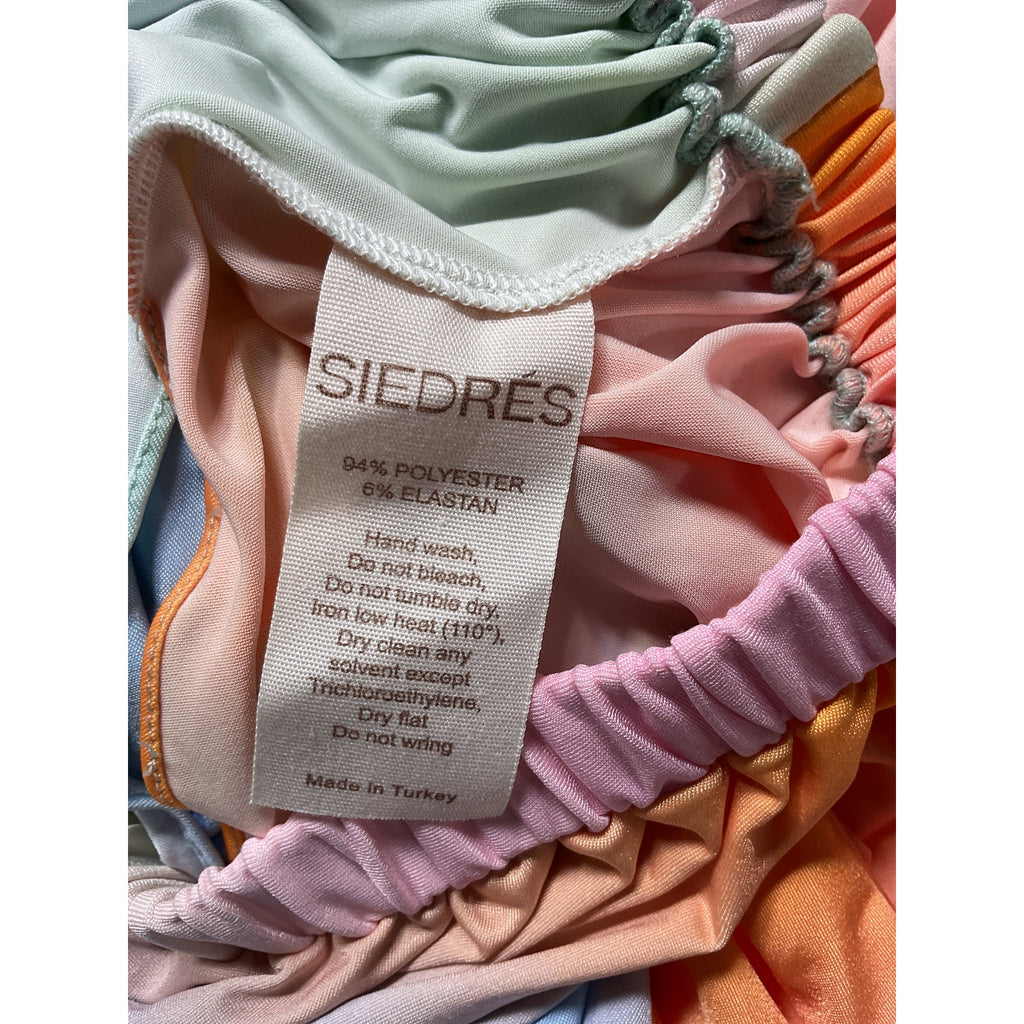 SIEDRÉS
94% POLYESTER
6% ELASTAN
Hand wash,
Do not bleach,
Do not tumble dry,
Iron low heat (110°),
Dry clean any
solvent except
Trichloroethylene,
Dry flat
Do not wring
Made in Turkey